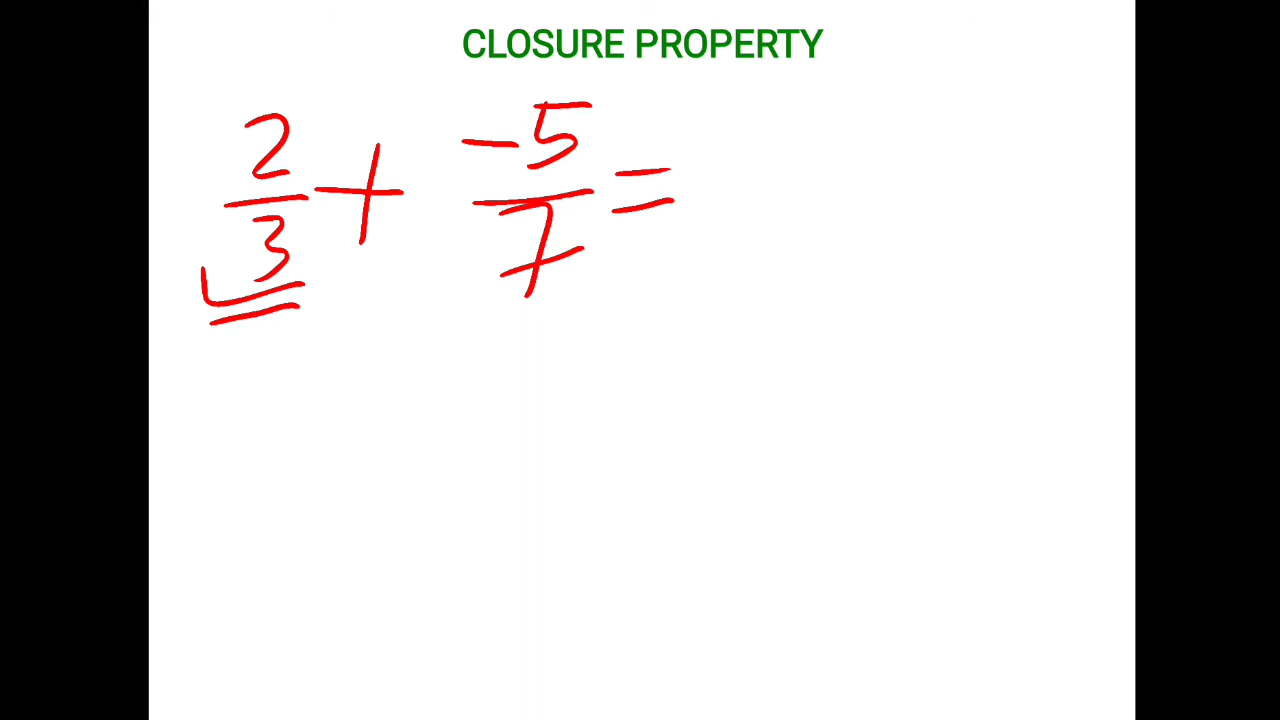 CLOSURE PROPERTY
2/3 + -5/7 =